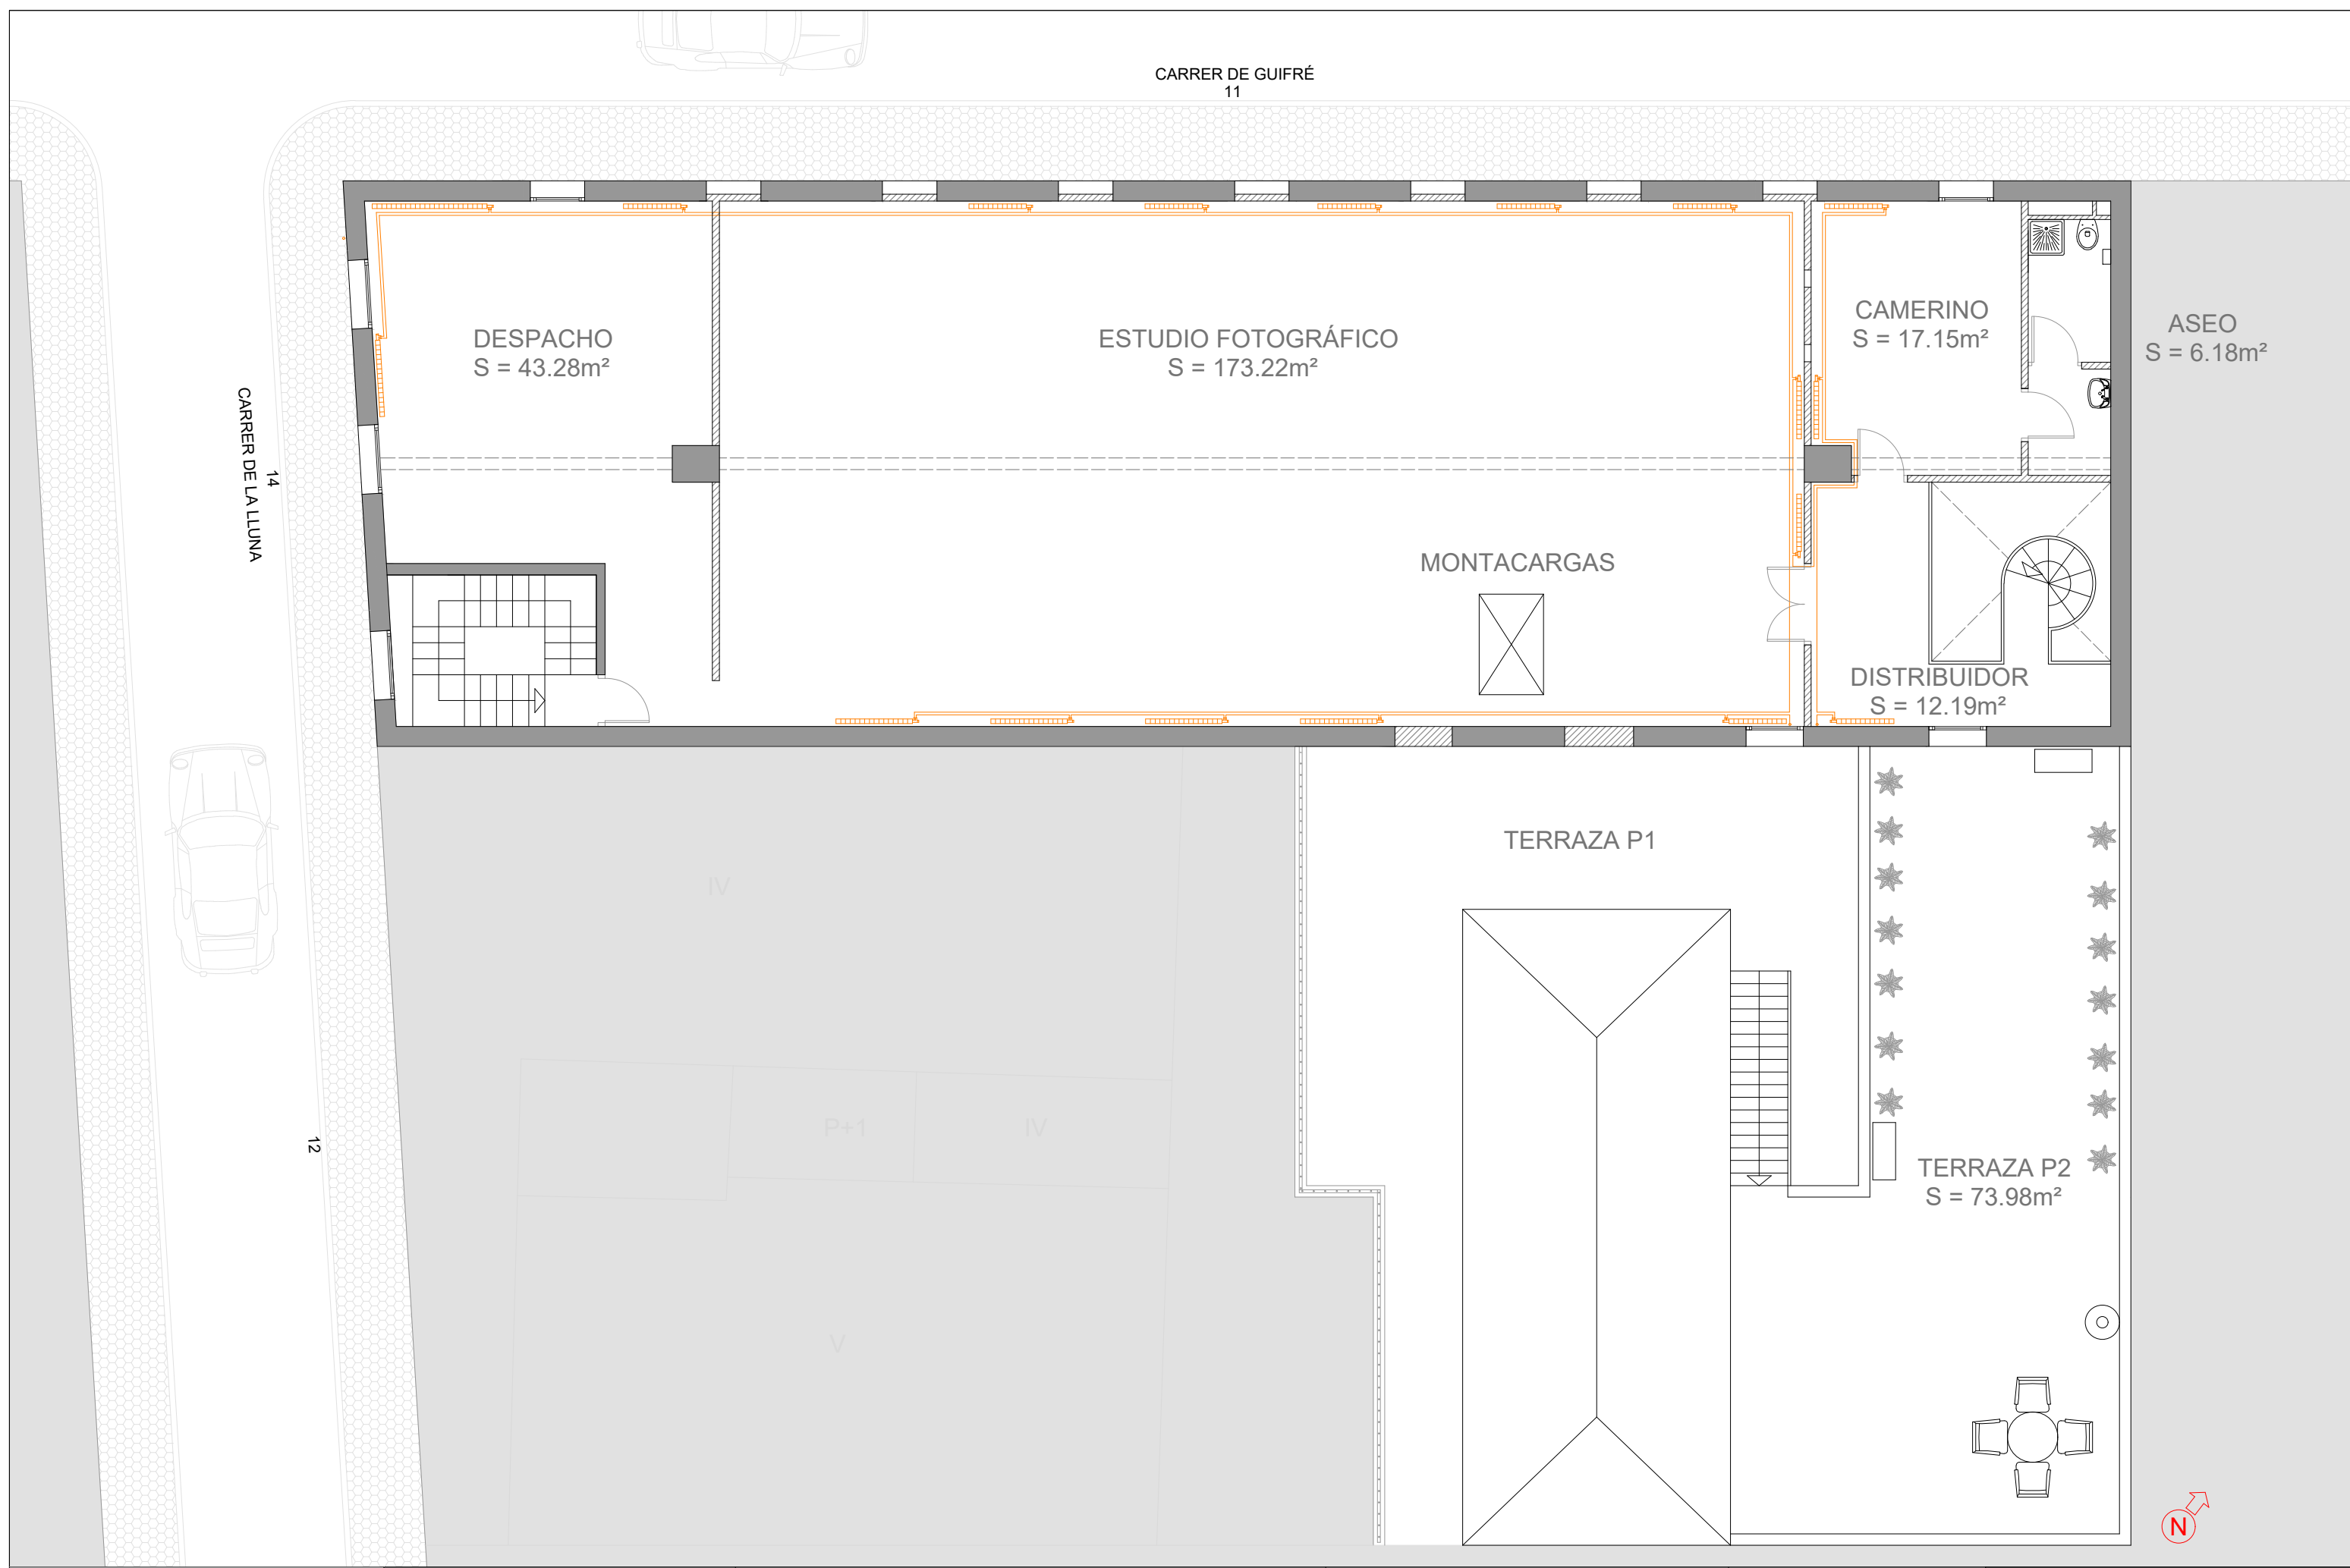 CARRER DE GUIFRÉ
11
DESPACHO
S = 43.28m²
ESTUDIO FOTOGRÁFICO
S = 173.22m²
CAMERINO
S = 17.15m²
ASEO
S = 6.18m²
CARRER DE LA LLUNA
14
MONTACARGAS
DISTRIBUIDOR
S = 12.19m²
TERRAZA P1
IV
P+1
IV
12
TERRAZA P2
S = 73.98m²
V
N